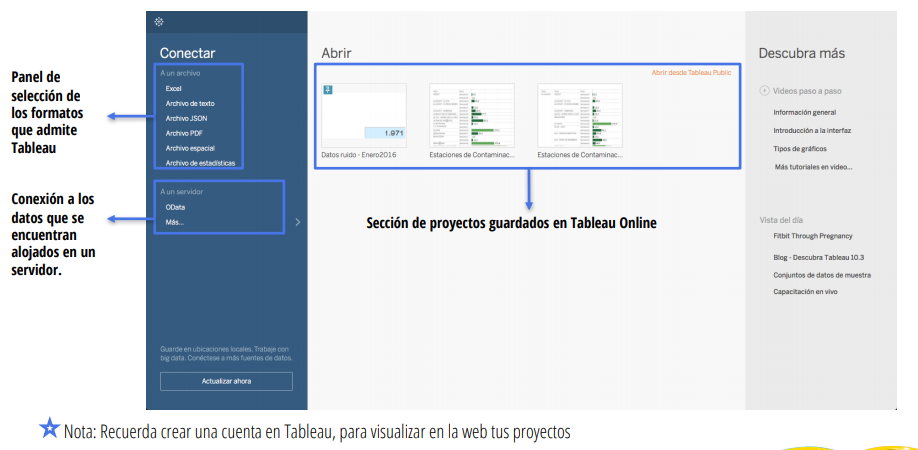 Panel de
selección de
los formatos
que admite
Tableau
Conexión a los
datos que se
encuentran
alojados en un
servidor.
Conectar
A un archivo
Excel
Archivo de texto
Archivo JSON
Archivo PDF
Archivo espacial
Archivo de estadísticas
A un servidor
OData
Más...
Guarde en ubicaciones locales. Trabaje con
big data. Conéctese a más fuentes de datos.
Actualizar ahora
Abrir
Abrir desde Tableau Public
1.971
Datos ruido - Enero2016
Estaciones de Contaminac...
Estaciones de Contaminac...
Sección de proyectos guardados en Tableau Online
Descubra más
Videos paso a paso
Información general
Introducción a la interfaz
Tipos de gráficos
Más tutoriales en video...
Vista del día
Fitbit Through Pregnancy
Blog - Descubra Tableau 10.3
Conjuntos de datos de muestra
Capacitación en vivo
Nota: Recuerda crear una cuenta en Tableau, para visualizar en la web tus proyectos